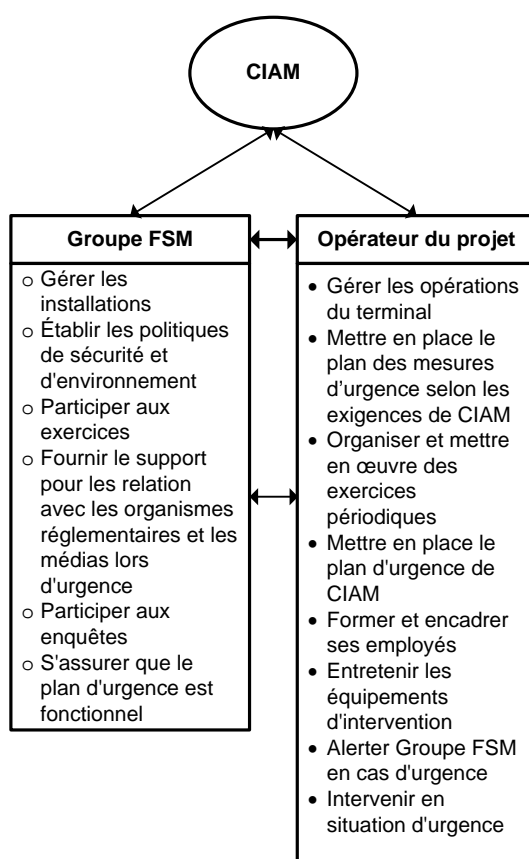 CIAM
Groupe FSM
o Gérer les
installations
o Établir les politiques
de sécurité et
d'environnement
o Participer aux
exercices
o Fournir le support
pour les relation
avec les organismes
réglementaires et les
médias lors
d'urgence
o Participer aux
enquêtes
o S'assurer que le
plan d'urgence est
fonctionnel
Opérateur du projet
• Gérer les opérations
du terminal
• Mettre en place le
plan des mesures
d’urgence selon les
exigences de CIAM
• Organiser et mettre
en œuvre des
exercices
périodiques
• Mettre en place le
plan d'urgence de
CIAM
• Former et encadrer
ses employés
• Entretenir les
équipements
d'intervention
• Alerter Groupe FSM
en cas d'urgence
• Intervenir en
situation d'urgence